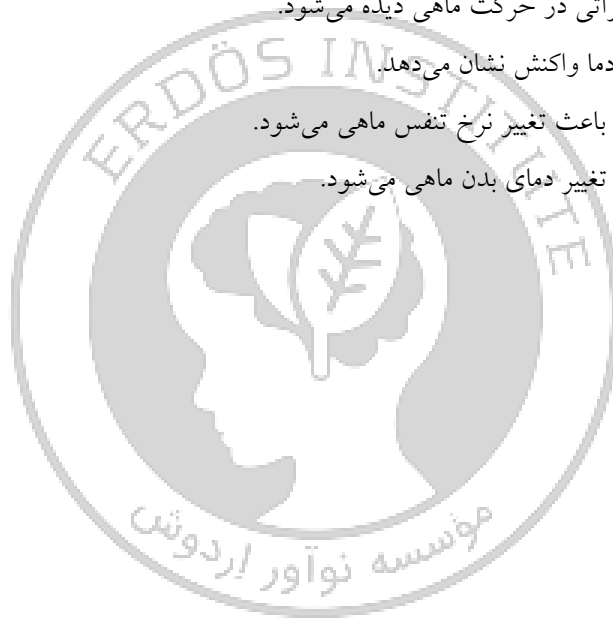 راتی در حرکت ماهی دیده می‌شود.
دما واکنش نشان می‌دهد.
باعث تغییر نرخ تنفس ماهی می‌شود.
تغییر دمای بدن ماهی می‌شود.
ERDÖS INSTITUTE
مؤسسه نوآور اردوش